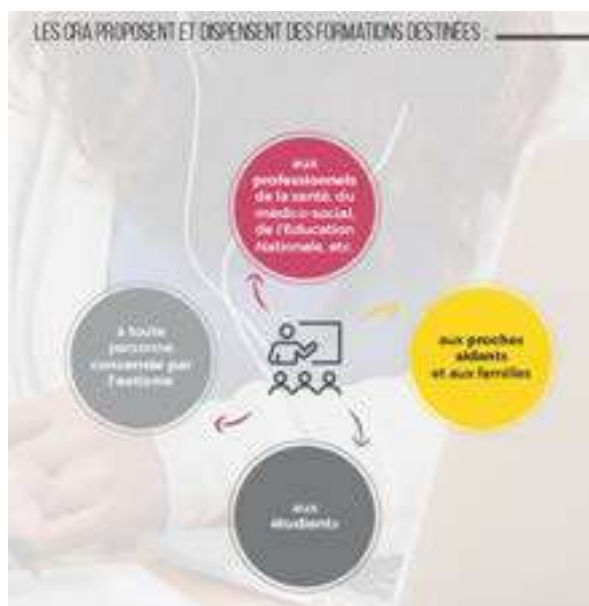 LES CRA PROPOSENT ET DISPENSENT DES FORMATIONS DESTINÉES :
aux
professionnels
de la santé, du
médico-social,
de l'Éducation
Nationale, etc.
à toute
personne
concernée par
l'autisme
aux proches
aidants
et aux familles
aux
étudiants